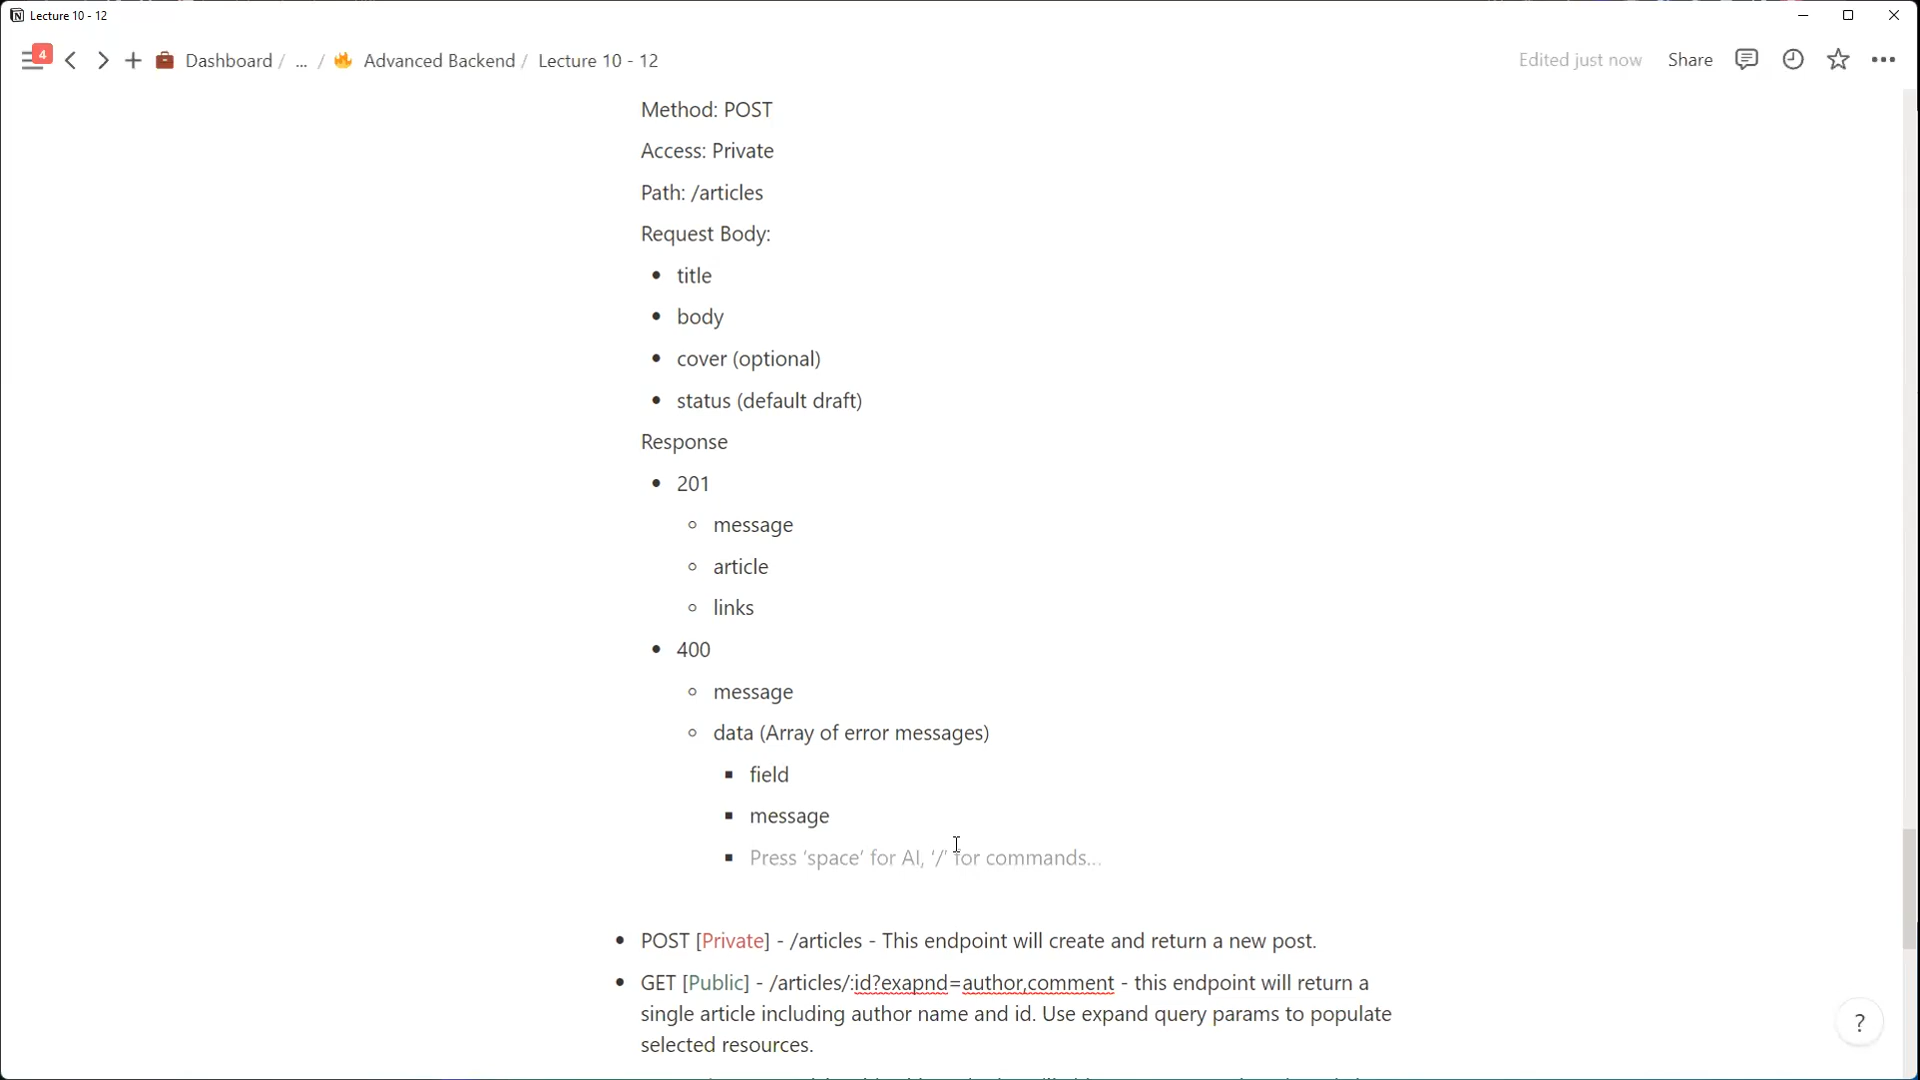 Lecture 10 - 12
4
Dashboard / ... / Advanced Backend / Lecture 10 - 12
Edited just now
Share
Method: POST
Access: Private
Path: /articles
Request Body:
title
body
cover (optional)
status (default draft)
Response
201
message
article
links
400
message
data (Array of error messages)
field
message
Press ‘space’ for AI, ‘/’ for commands...
POST [Private] - /articles - This endpoint will create and return a new post.
GET [Public] - /articles/:id?exapnd=author,comment - this endpoint will return a
single article including author name and id. Use expand query params to populate
selected resources.
?